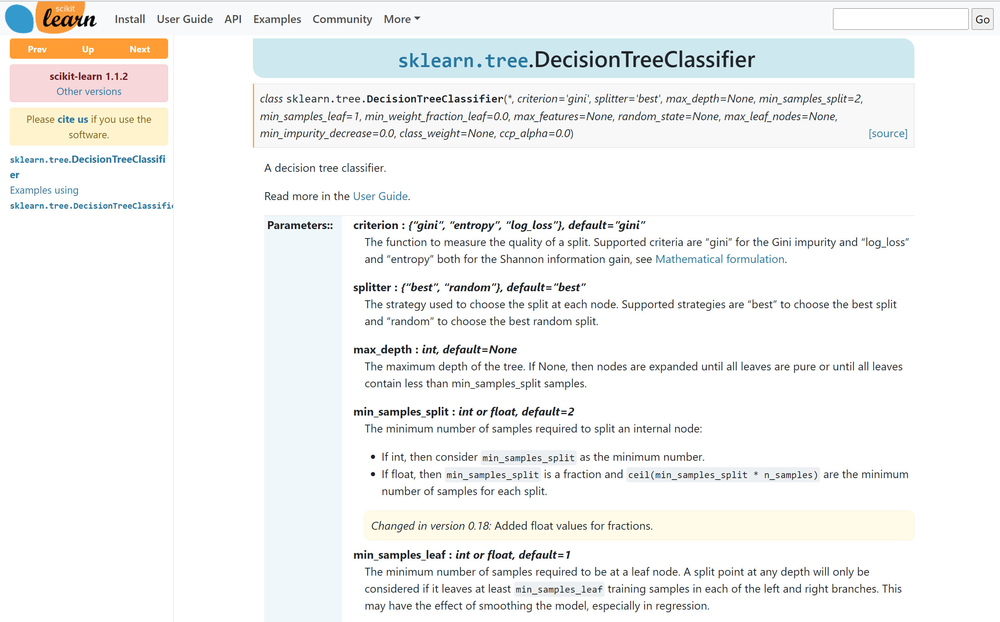 scikit
learn
Install User Guide API Examples Community More
Go
Prev Up Next
scikit-learn 1.1.2
Other versions
Please cite us if you use the
software.
sklearn.tree.DecisionTreeClassifi
er
Examples using
sklearn.tree.DecisionTreeClassifi
sklearn.tree.DecisionTreeClassifier
class sklearn.tree.DecisionTreeClassifier(*, criterion='gini', splitter='best', max_depth=None, min_samples_split=2,
min_samples_leaf=1, min_weight_fraction_leaf=0.0, max_features=None, random_state=None, max_leaf_nodes=None,
min_impurity_decrease=0.0, class_weight=None, ccp_alpha=0.0) [source]
A decision tree classifier.
Read more in the User Guide.
Parameters::
criterion : {“gini”, “entropy”, “log_loss”}, default=”gini”
The function to measure the quality of a split. Supported criteria are “gini” for the Gini impurity and “log_loss”
and “entropy” both for the Shannon information gain, see Mathematical formulation.
splitter : {“best”, “random”}, default=”best”
The strategy used to choose the split at each node. Supported strategies are “best” to choose the best split
and “random” to choose the best random split.
max_depth : int, default=None
The maximum depth of the tree. If None, then nodes are expanded until all leaves are pure or until all leaves
contain less than min_samples_split samples.
min_samples_split : int or float, default=2
The minimum number of samples required to split an internal node:
• If int, then consider min_samples_split as the minimum number.
• If float, then min_samples_split is a fraction and ceil(min_samples_split * n_samples) are the minimum
number of samples for each split.
Changed in version 0.18: Added float values for fractions.
min_samples_leaf : int or float, default=1
The minimum number of samples required to be at a leaf node. A split point at any depth will only be
considered if it leaves at least min_samples_leaf training samples in each of the left and right branches. This
may have the effect of smoothing the model, especially in regression.